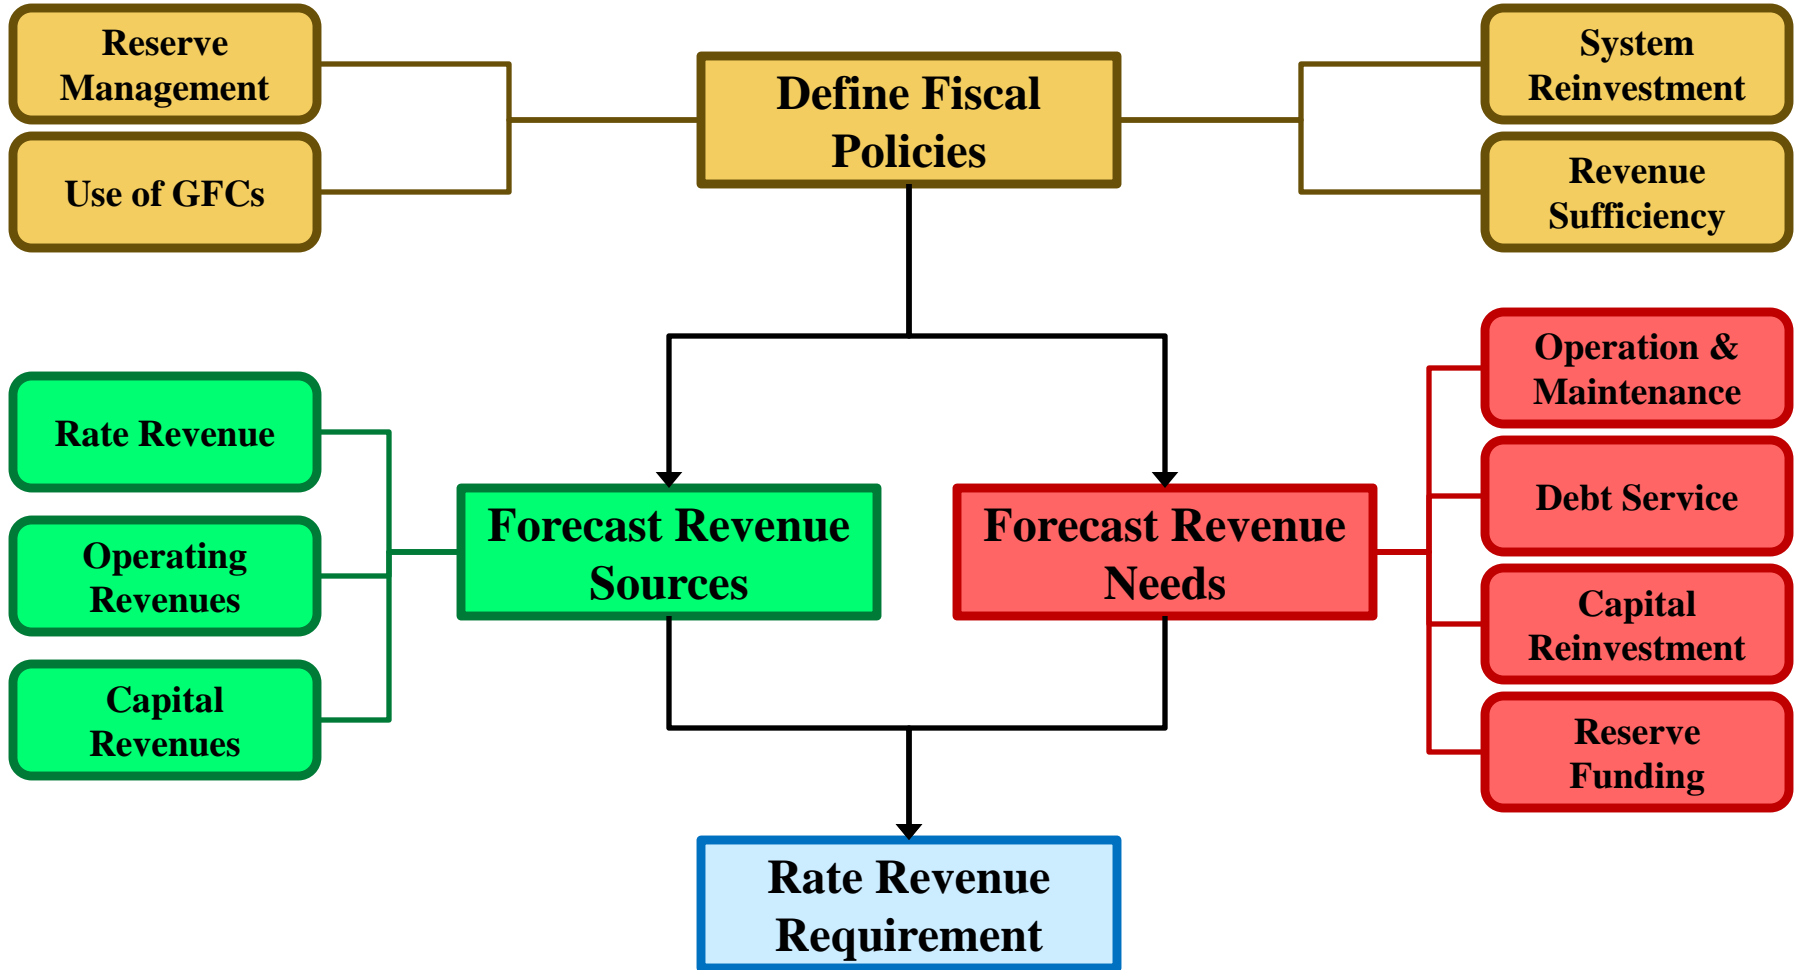 Reserve
Management
Use of GFCs
Define Fiscal
Policies
System
Reinvestment
Revenue
Sufficiency
Rate Revenue
Operating
Revenues
Capital
Revenues
Forecast Revenue
Sources
Forecast Revenue
Needs
Operation &
Maintenance
Debt Service
Capital
Reinvestment
Reserve
Funding
Rate Revenue
Requirement